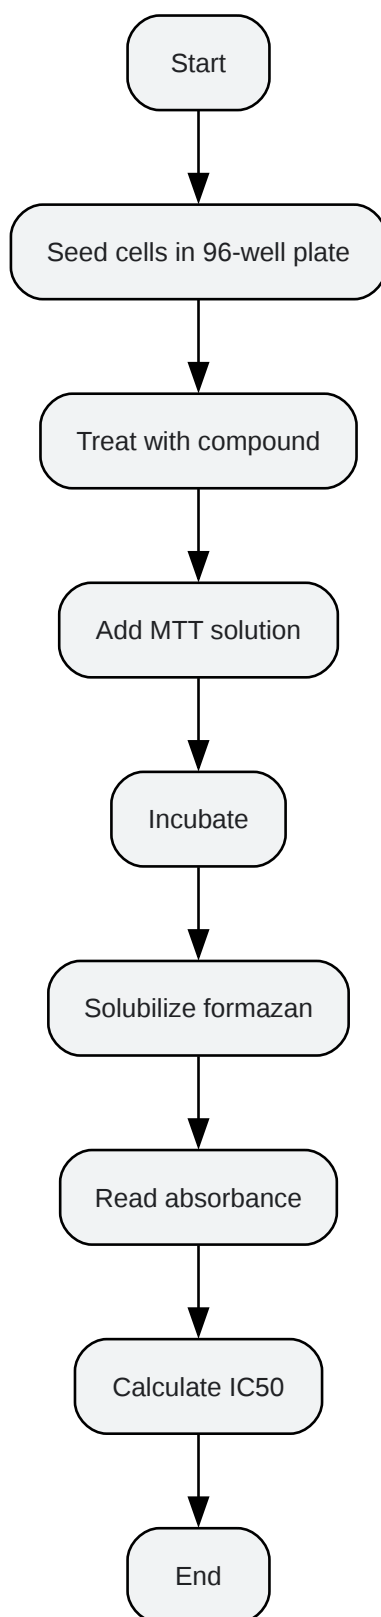 Start
Seed cells in 96-well plate
Treat with compound
Add MTT solution
Incubate
Solubilize formazan
Read absorbance
Calculate IC50
End